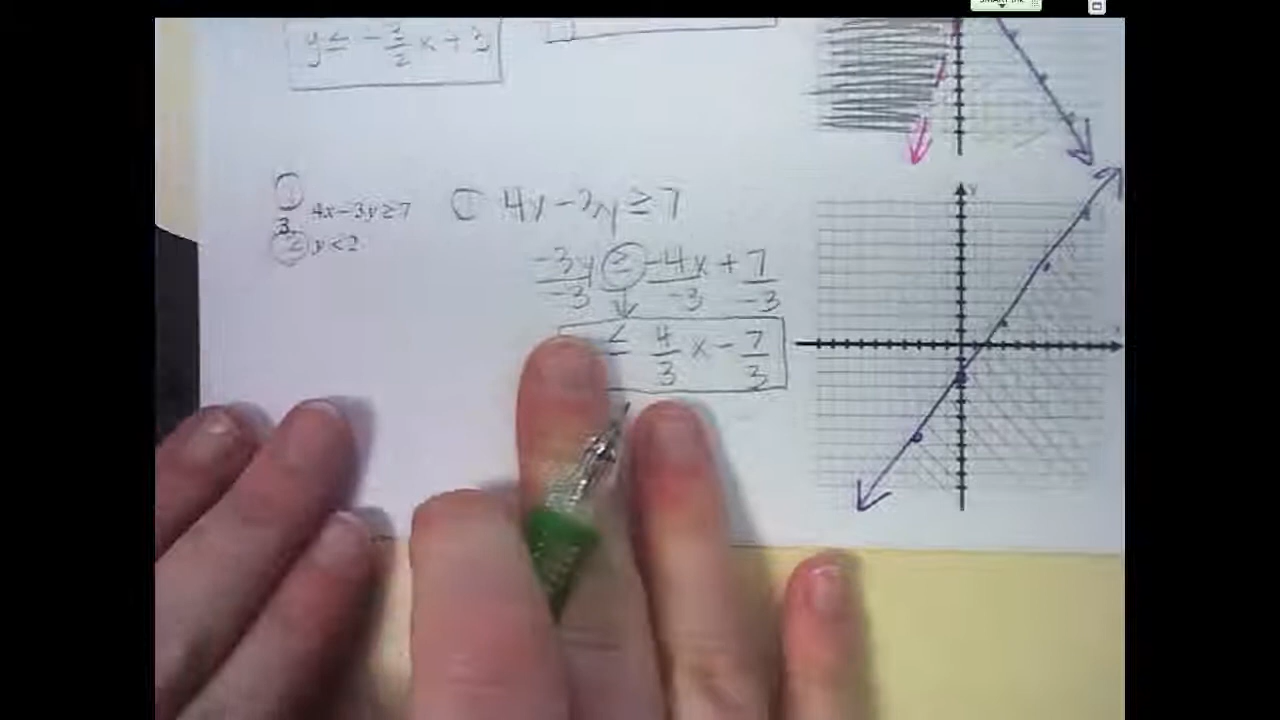 y ≤ -3/2 x + 3
① 4x-3y≥7
3.
② y<2
① 4x-3y ≥ 7
-3y/-3 ≥ -4x/-3 + 7/-3
≤ 4/3 x - 7/3
y